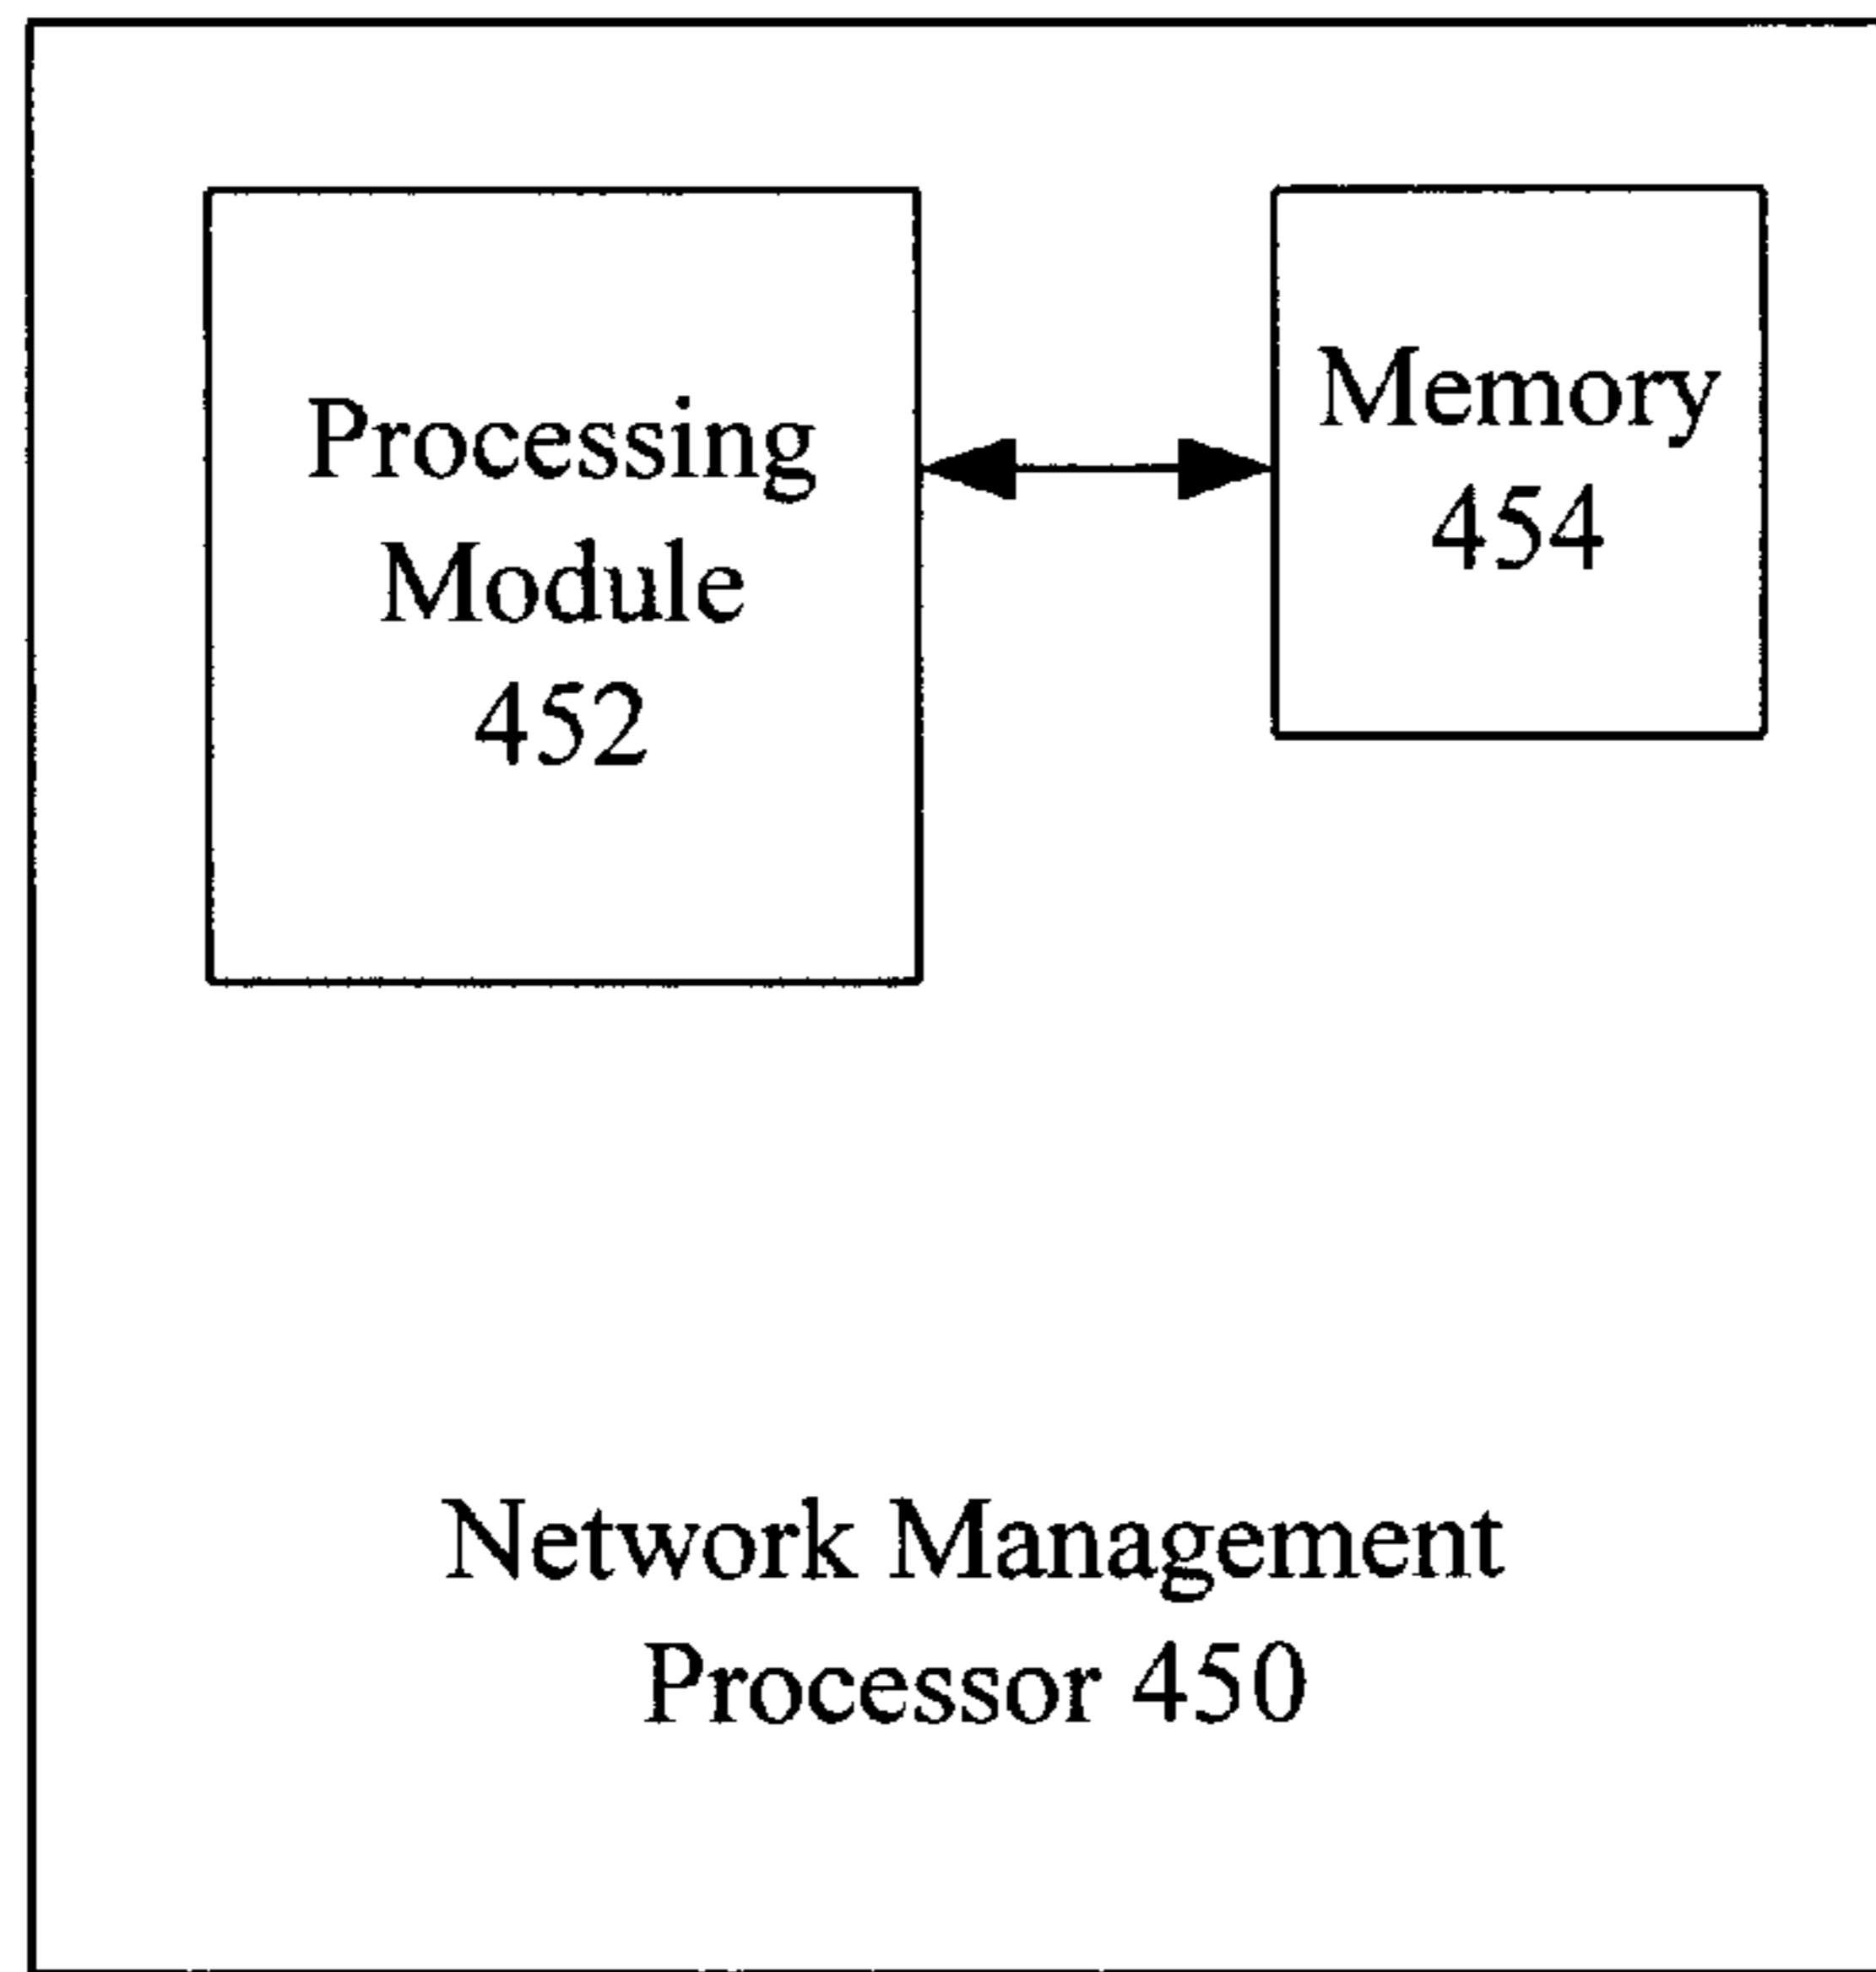 Processing
Module
452
Memory
454
Network Management
Processor 450